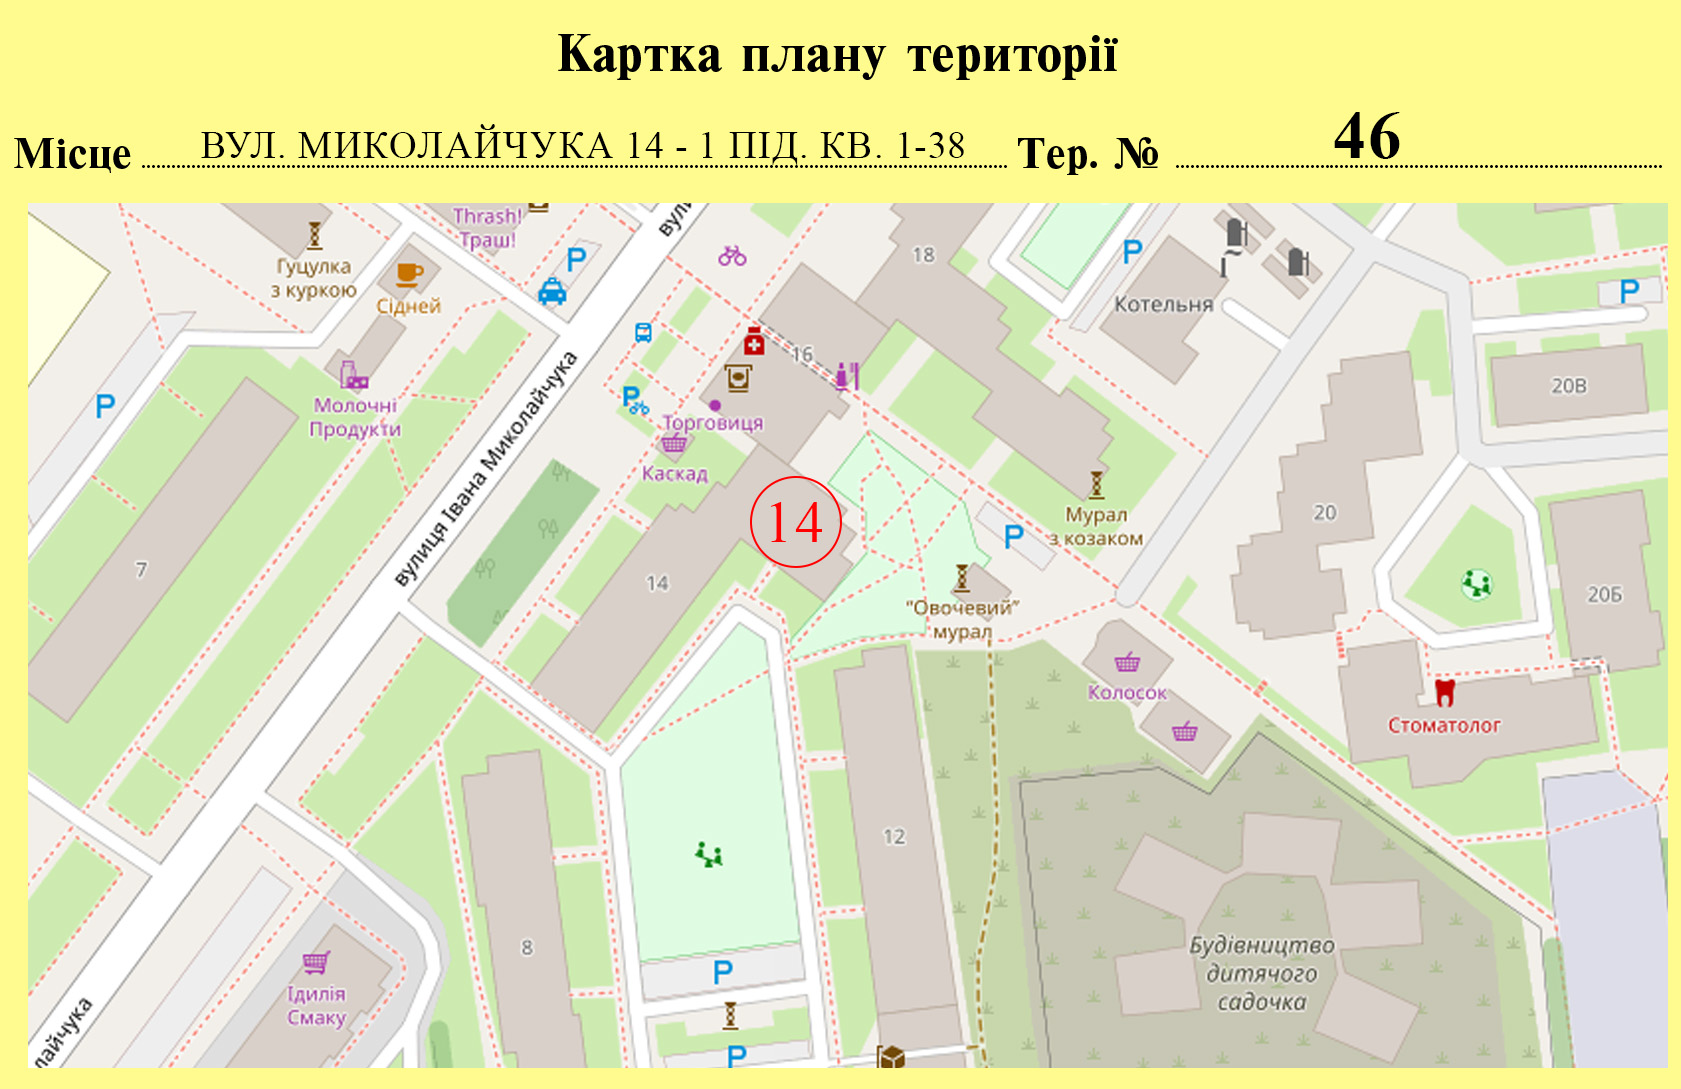 Картка плану території
Місце ВУЛ. МИКОЛАЙЧУКА 14 - 1 ПІД. КВ. 1-38 Тер. № 46
Thrash!
Траш!
вули
Гуцулка
з куркою
Сідней
P
18
P
Котельня
P
16
20В
P
Молочні
Продукти
P
Торговиця
Каскад
вулиця Івана Миколайчука
14
7
14
Мурал
з козаком
P
20
20Б
"Овочевий"
мурал
Колосок
Стоматолог
12
8
Будівництво
дитячого
садочка
P
Ідилія
Смаку
лайчука
P